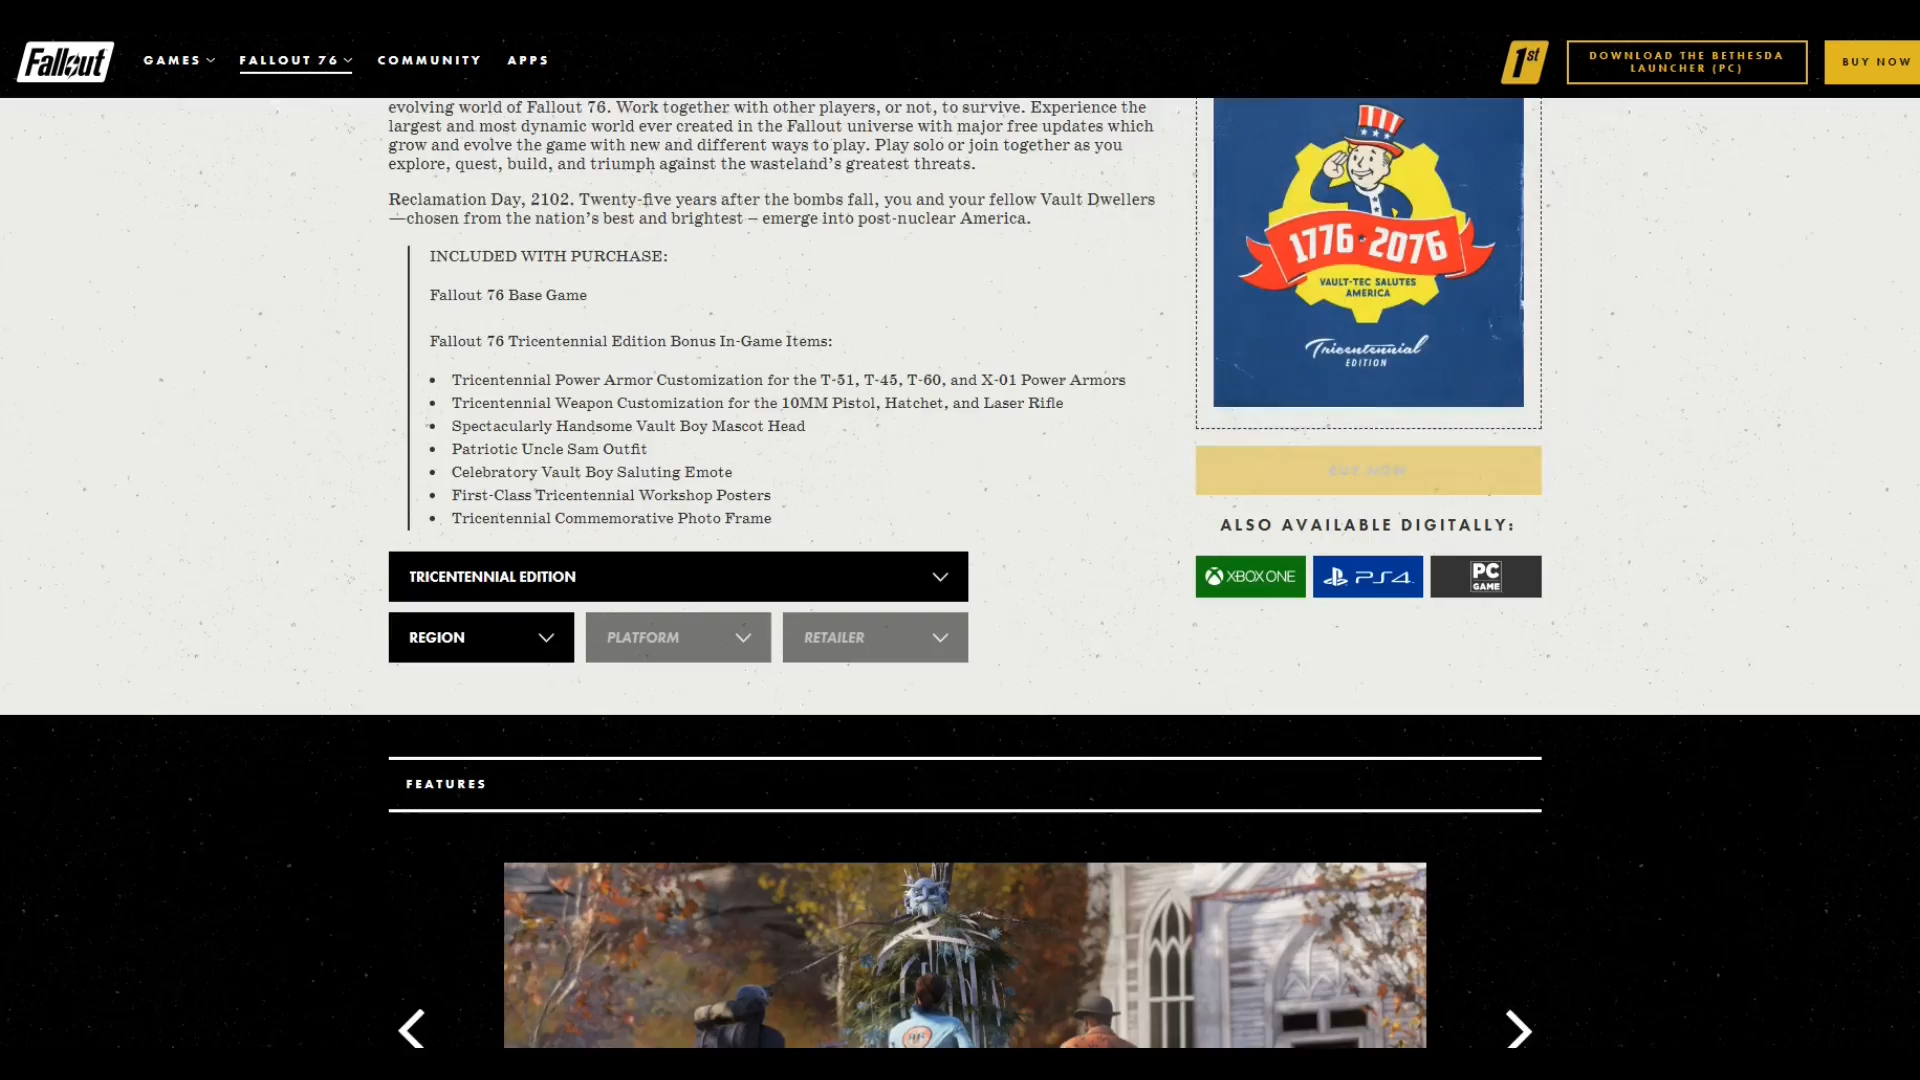 Fallout
GAMES
FALLOUT 76
COMMUNITY
APPS
1st
DOWNLOAD THE BETHESDA
LAUNCHER (PC)
BUY NOW
evolving world of Fallout 76. Work together with other players, or not, to survive. Experience the
largest and most dynamic world ever created in the Fallout universe with major free updates which
grow and evolve the game with new and different ways to play. Play solo or join together as you
explore, quest, build, and triumph against the wasteland's greatest threats.
Reclamation Day, 2102. Twenty-five years after the bombs fall, you and your fellow Vault Dwellers
—chosen from the nation's best and brightest – emerge into post-nuclear America.
INCLUDED WITH PURCHASE:
Fallout 76 Base Game
Fallout 76 Tricentennial Edition Bonus In-Game Items:
• Tricentennial Power Armor Customization for the T-51, T-45, T-60, and X-01 Power Armors
• Tricentennial Weapon Customization for the 10MM Pistol, Hatchet, and Laser Rifle
• Spectacularly Handsome Vault Boy Mascot Head
• Patriotic Uncle Sam Outfit
• Celebratory Vault Boy Saluting Emote
• First-Class Tricentennial Workshop Posters
• Tricentennial Commemorative Photo Frame
TRICENTENNIAL EDITION
REGION
PLATFORM
RETAILER
1776 2076
VAULT-TEC SALUTES
AMERICA
Tricentennial
EDITION
BUY NOW
ALSO AVAILABLE DIGITALLY:
XBOX ONE
PS4
PC
GAME
FEATURES